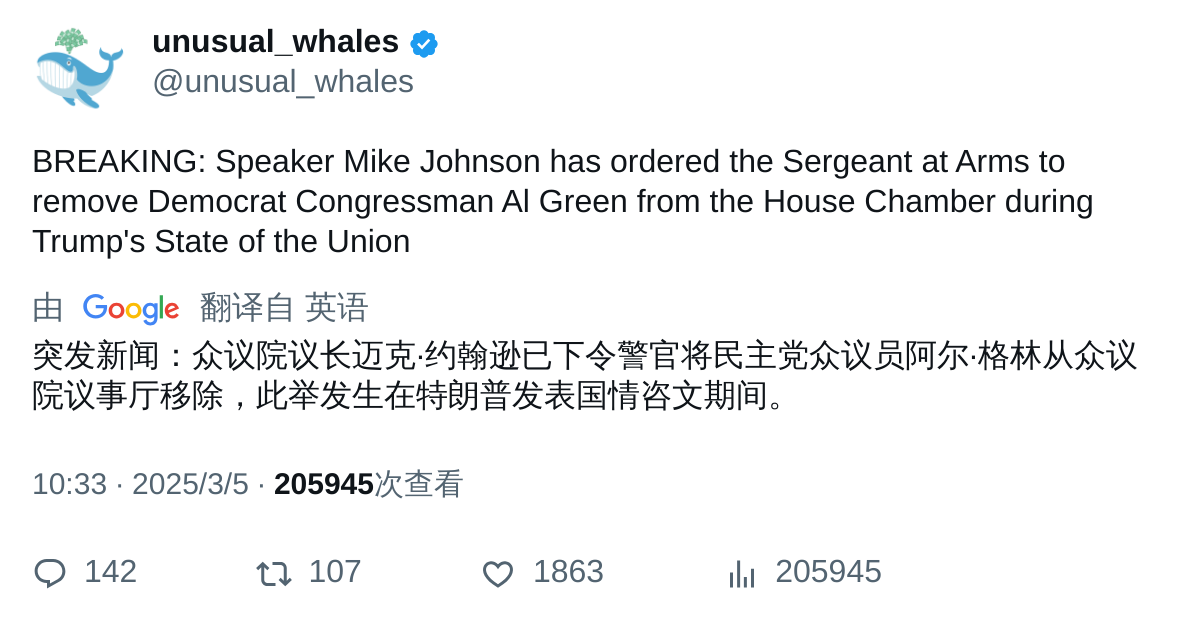 unusual_whales
@unusual_whales
BREAKING: Speaker Mike Johnson has ordered the Sergeant at Arms to
remove Democrat Congressman Al Green from the House Chamber during
Trump's State of the Union
由 Google 翻译自 英语
突发新闻：众议院议长迈克·约翰逊已下令警官将民主党众议员阿尔·格林从众议
院议事厅移除，此举发生在特朗普发表国情咨文期间。
10:33 · 2025/3/5 · 205945次查看
142 107 1863 205945